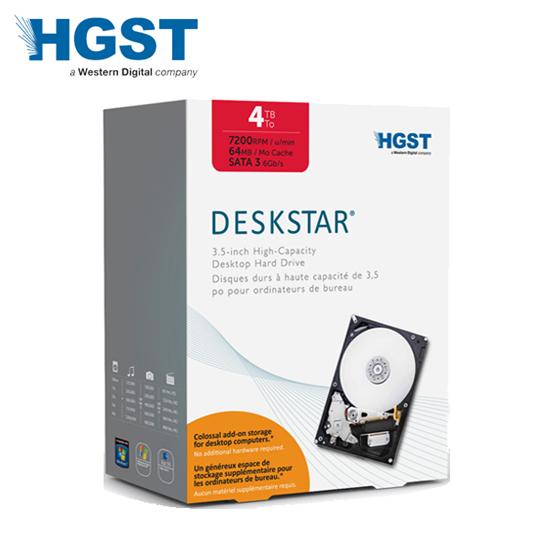 HGST
a Western Digital company
4TB
To
7200RPM / u/min
64MB / Mo Cache
SATA 3 6Gb/s
HGST
a Western Digital company
DESKSTAR®
3.5-inch High-Capacity
Desktop Hard Drive
Disques durs à haute capacité de 3,5
po pour ordinateurs de bureau
Colossal add-on storage
for desktop computers.*
No additional hardware required.
Un généreux espace de
stockage supplémentaire pour
les ordinateurs de bureau.*
Aucun matériel supplémentaire requis.